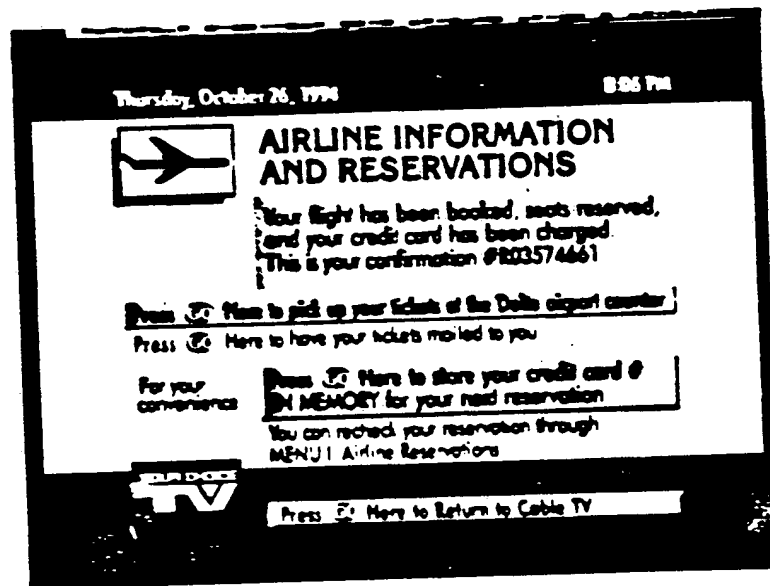 Thursday, October 26, 1994
8:06 PM
AIRLINE INFORMATION
AND RESERVATIONS
Your flight has been booked, seats reserved,
and your credit card has been charged.
This is your confirmation #R03574661
Press GO Here to pick up your tickets at the Delta airport counter
Press GO Here to have your tickets mailed to you
For your
convenience
Press GO Here to store your credit card #
IN MEMORY for your next reservation
You can recheck your reservation through
MENU 1 Airline Reservations
TV
Press Here to Return to Cable TV